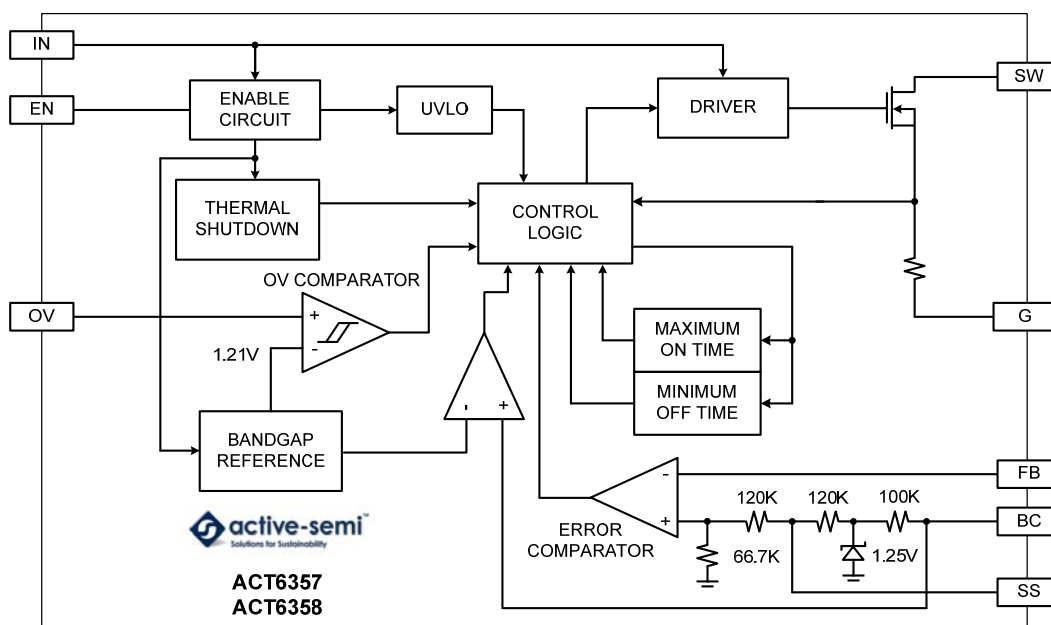 IN
EN
ENABLE
CIRCUIT
UVLO
DRIVER
SW
THERMAL
SHUTDOWN
CONTROL
LOGIC
OV COMPARATOR
OV
+
-
1.21V
MAXIMUM
ON TIME
MINIMUM
OFF TIME
G
- +
BANDGAP
REFERENCE
-
+
FB
120K 120K 100K
BC
ERROR
COMPARATOR
66.7K
1.25V
SS
active-semi™
Solutions for Sustainability
ACT6357
ACT6358